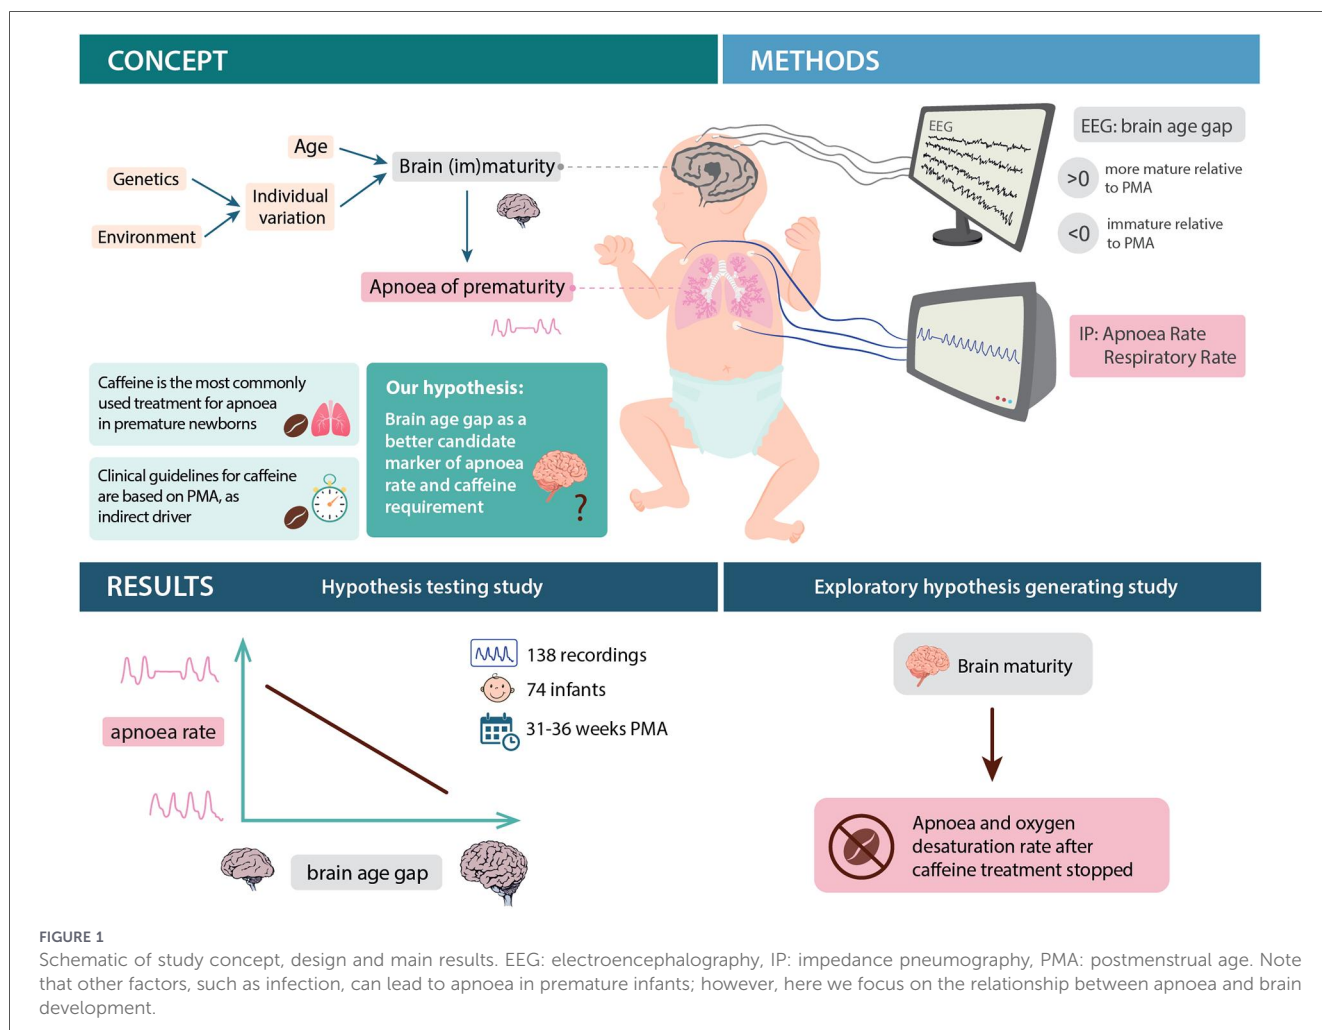 CONCEPT
METHODS
Age
Genetics
Individual
variation
Environment
Brain (im)maturity
Apnoea of prematurity
EEG
EEG: brain age gap
>0
more mature relative
to PMA
<0
immature relative
to PMA
IP: Apnoea Rate
Respiratory Rate
Caffeine is the most commonly
used treatment for apnoea
in premature newborns
Clinical guidelines for caffeine
are based on PMA, as
indirect driver
Our hypothesis:
Brain age gap as a
better candidate
marker of apnoea
rate and caffeine
requirement
?
RESULTS
Hypothesis testing study
Exploratory hypothesis generating study
apnoea rate
brain age gap
138 recordings
74 infants
31-36 weeks PMA
Brain maturity
Apnoea and oxygen
desaturation rate after
caffeine treatment stopped
FIGURE 1
Schematic of study concept, design and main results. EEG: electroencephalography, IP: impedance pneumography, PMA: postmenstrual age. Note
that other factors, such as infection, can lead to apnoea in premature infants; however, here we focus on the relationship between apnoea and brain
development.